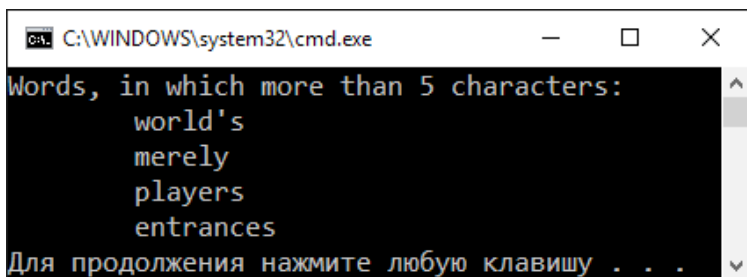 C:\WINDOWS\system32\cmd.exe
Words, in which more than 5 characters:
world's
merely
players
entrances
Для продолжения нажмите любую клавишу . . .